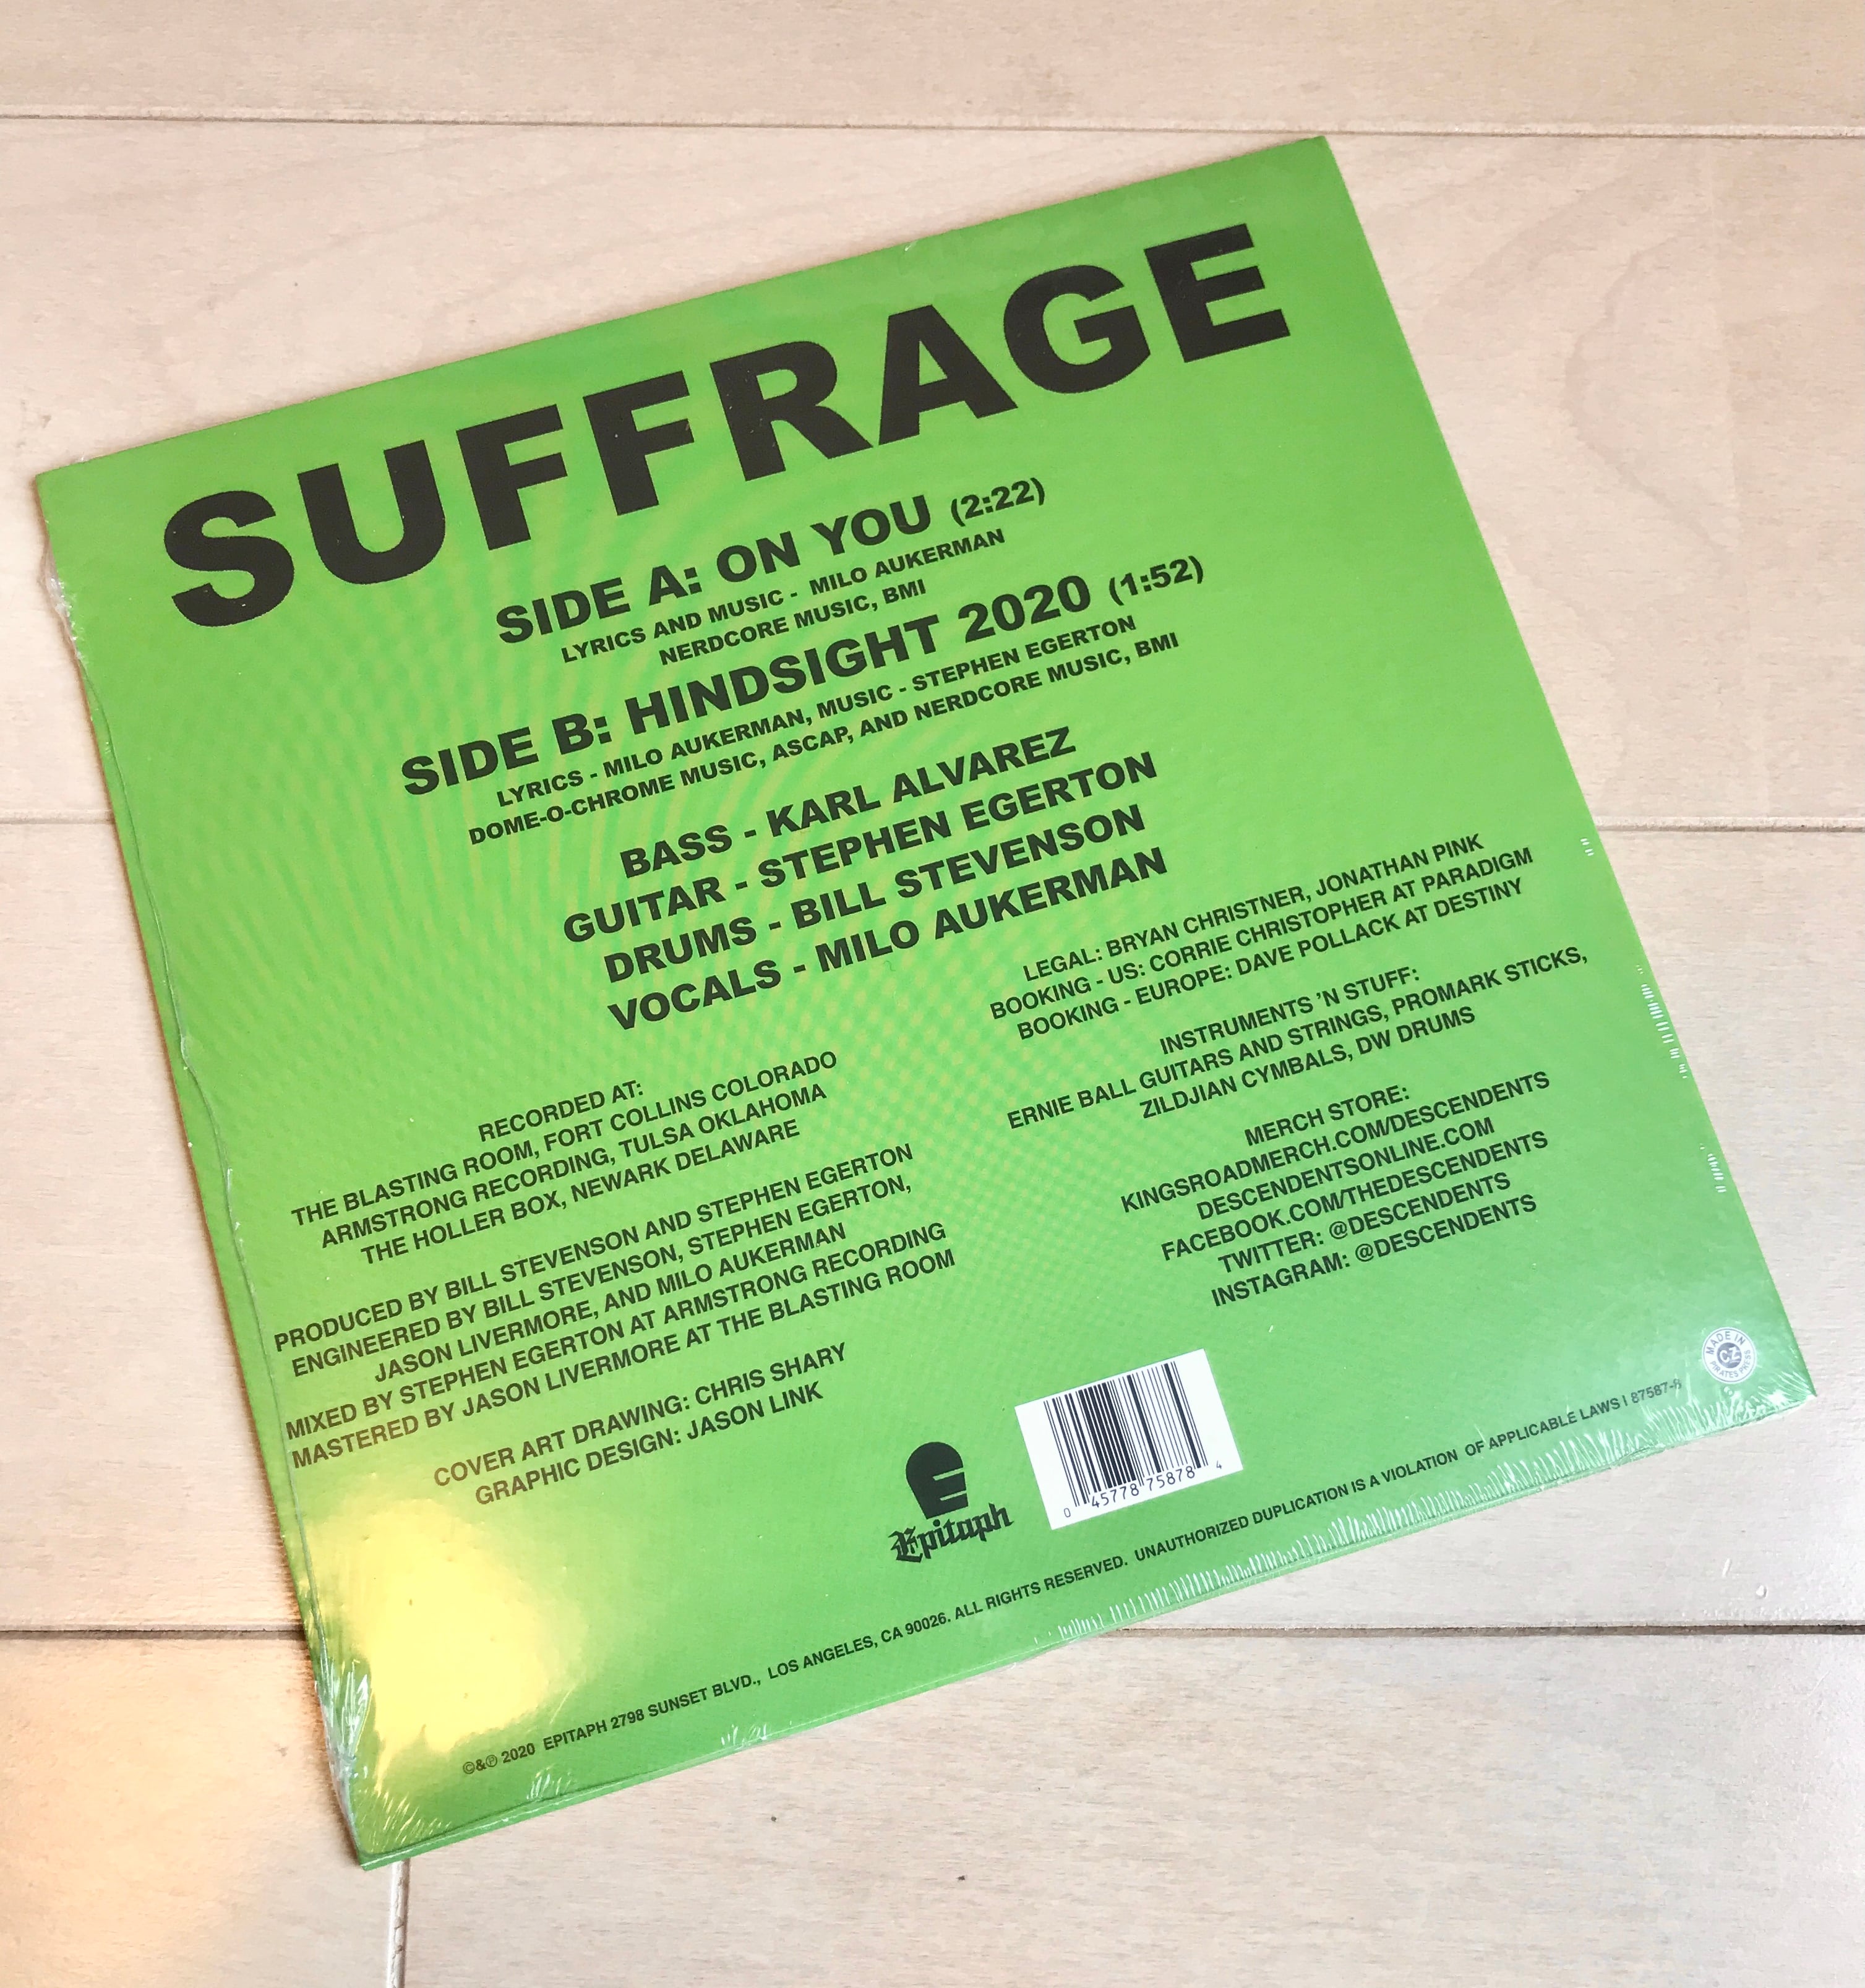 SUFFRAGE
SIDE A: ON YOU (2:22)
LYRICS AND MUSIC - MILO AUKERMAN
NERDCORE MUSIC, BMI
SIDE B: HINDSIGHT 2020 (1:52)
LYRICS - MILO AUKERMAN, MUSIC - STEPHEN EGERTON
DOME-O-CHROME MUSIC, ASCAP, AND NERDCORE MUSIC, BMI
BASS - KARL ALVAREZ
GUITAR - STEPHEN EGERTON
DRUMS - BILL STEVENSON
VOCALS - MILO AUKERMAN
RECORDED AT:
THE BLASTING ROOM, FORT COLLINS COLORADO
ARMSTRONG RECORDING, TULSA OKLAHOMA
THE HOLLER BOX, NEWARK DELAWARE
PRODUCED BY BILL STEVENSON AND STEPHEN EGERTON
ENGINEERED BY BILL STEVENSON, STEPHEN EGERTON,
JASON LIVERMORE, AND MILO AUKERMAN
MIXED BY STEPHEN EGERTON AT ARMSTRONG RECORDING
MASTERED BY JASON LIVERMORE AT THE BLASTING ROOM
COVER ART DRAWING: CHRIS SHARY
GRAPHIC DESIGN: JASON LINK
LEGAL: BRYAN CHRISTNER, JONATHAN PINK
BOOKING - US: CORRIE CHRISTOPHER AT PARADIGM
BOOKING - EUROPE: DAVE POLLACK AT DESTINY
INSTRUMENTS 'N STUFF:
ERNIE BALL GUITARS AND STRINGS, PROMARK STICKS,
ZILDJIAN CYMBALS, DW DRUMS
MERCH STORE:
KINGSROADMERCH.COM/DESCENDENTS
DESCENDENTSONLINE.COM
FACEBOOK.COM/THEDESCENDENTS
TWITTER: @DESCENDENTS
INSTAGRAM: @DESCENDENTS
MADE IN
CZ
PIRATES PRESS
Epitaph
0 45778 75878 4
©&℗ 2020 EPITAPH 2798 SUNSET BLVD., LOS ANGELES, CA 90026. ALL RIGHTS RESERVED. UNAUTHORIZED DUPLICATION IS A VIOLATION OF APPLICABLE LAWS | 87587-8